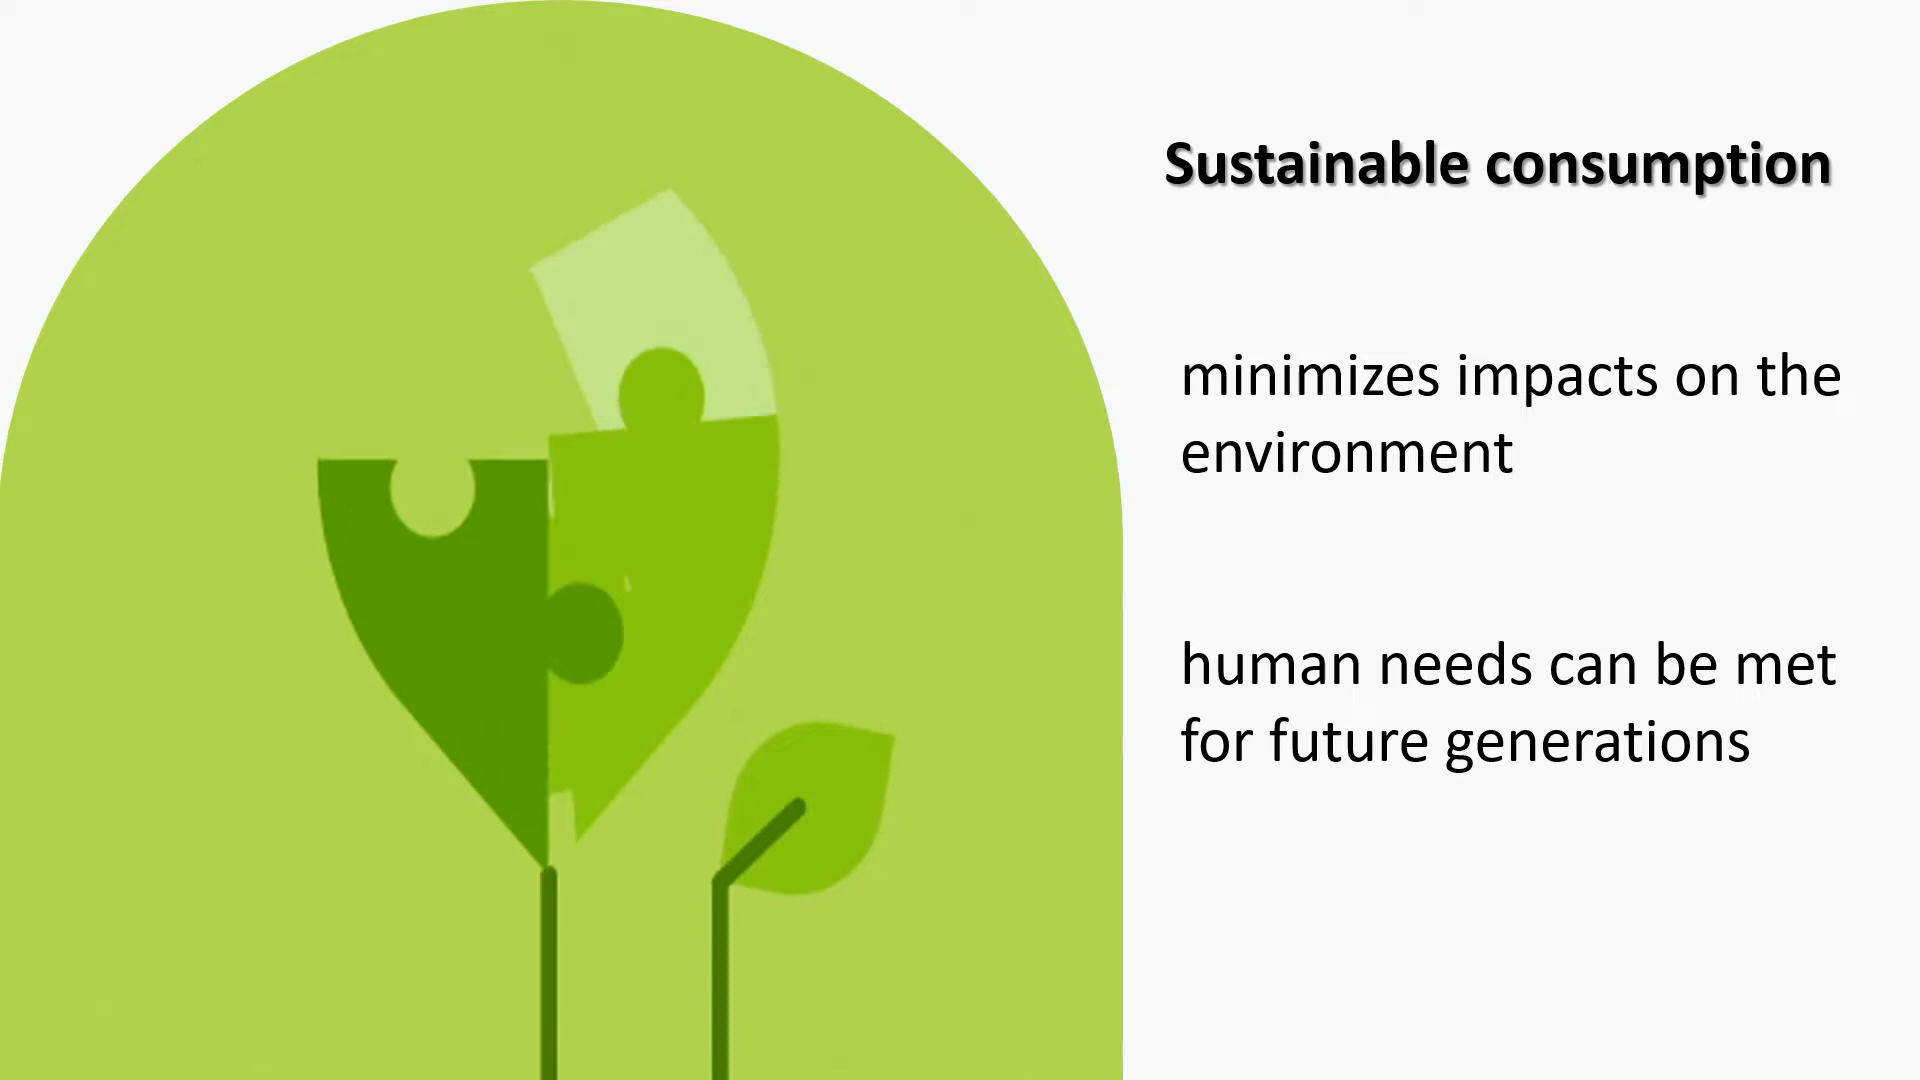 Sustainable consumption
minimizes impacts on the
environment
human needs can be met
for future generations